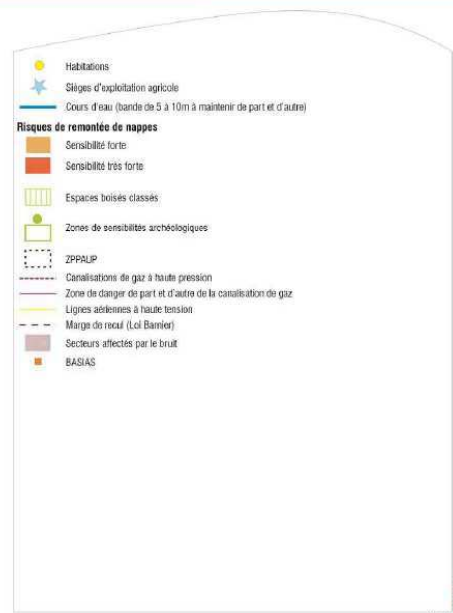 Habitations
Sièges d'exploitation agricole
Cours d'eau (bande de 5 à 10m à maintenir de part et d'autre)
Risques de remontée de nappes
Sensibilité forte
Sensibilité très forte
Espaces boisés classés
Zones de sensibilités archéologiques
ZPPAUP
Canalisations de gaz à haute pression
Zone de danger de part et d'autre de la canalisation de gaz
Lignes aériennes à haute tension
Marge de recul (Loi Barnier)
Secteurs affectés par le bruit
BASIAS